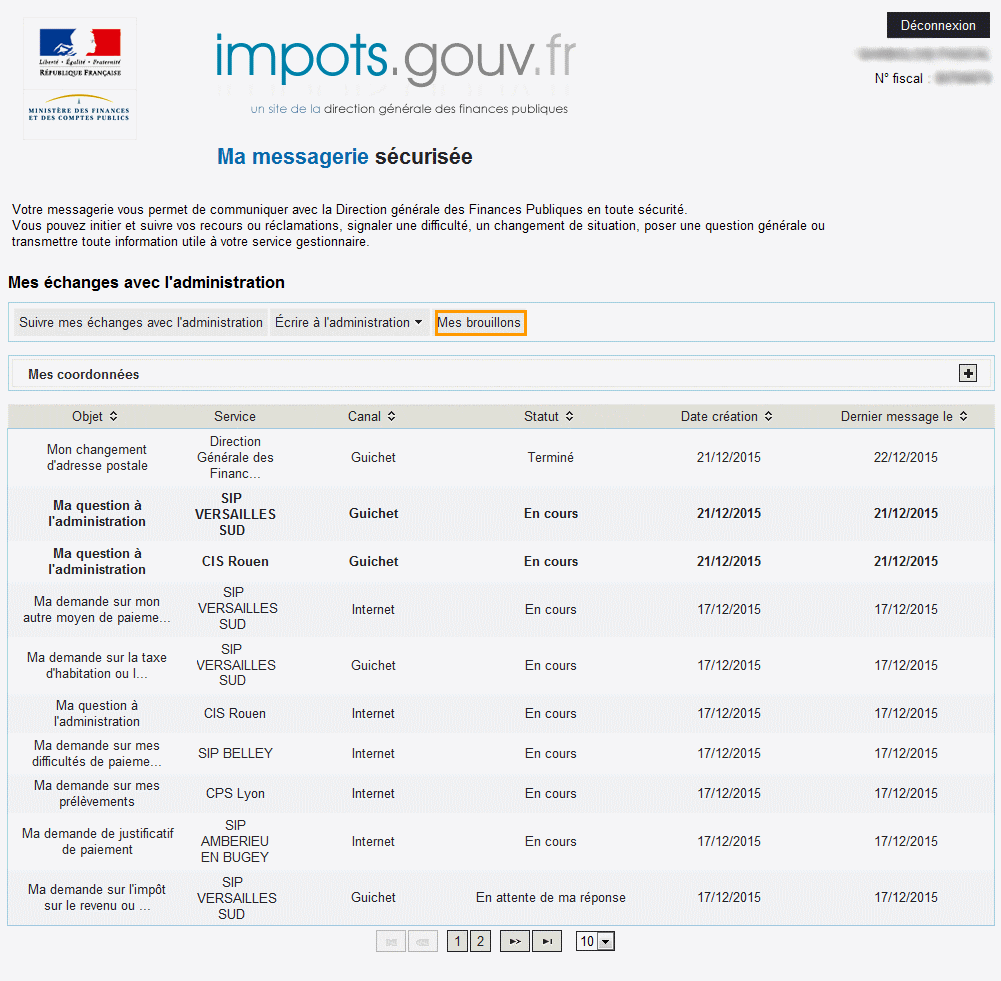 Déconnexion
Liberté • Égalité • Fraternité
RÉPUBLIQUE FRANÇAISE
MINISTÈRE DES FINANCES
ET DES COMPTES PUBLICS
impots.gouv.fr
un site de la direction générale des finances publiques
N° fiscal :
Ma messagerie sécurisée
Votre messagerie vous permet de communiquer avec la Direction générale des Finances Publiques en toute sécurité.
Vous pouvez initier et suivre vos recours ou réclamations, signaler une difficulté, un changement de situation, poser une question générale ou
transmettre toute information utile à votre service gestionnaire.
Mes échanges avec l'administration
Suivre mes échanges avec l'administration Écrire à l'administration Mes brouillons
Mes coordonnées
Objet Service Canal Statut Date création Dernier message le
Mon changement
d'adresse postale
Direction
Générale des
Financ...
Guichet
Terminé
21/12/2015
22/12/2015
Ma question à
l'administration
SIP
VERSAILLES
SUD
Guichet
En cours
21/12/2015
21/12/2015
Ma question à
l'administration
CIS Rouen
Guichet
En cours
21/12/2015
21/12/2015
Ma demande sur mon
autre moyen de paieme...
SIP
VERSAILLES
SUD
Internet
En cours
17/12/2015
17/12/2015
Ma demande sur la taxe
d'habitation ou l...
SIP
VERSAILLES
SUD
Guichet
En cours
17/12/2015
17/12/2015
Ma question à
l'administration
CIS Rouen
Internet
En cours
17/12/2015
17/12/2015
Ma demande sur mes
difficultés de paieme...
SIP BELLEY
Internet
En cours
17/12/2015
17/12/2015
Ma demande sur mes
prélèvements
CPS Lyon
Internet
En cours
17/12/2015
17/12/2015
Ma demande de justificatif
de paiement
SIP
AMBERIEU
EN BUGEY
Internet
En cours
17/12/2015
17/12/2015
Ma demande sur l'impôt
sur le revenu ou ...
SIP
VERSAILLES
SUD
Guichet
En attente de ma réponse
17/12/2015
17/12/2015
1 2 10